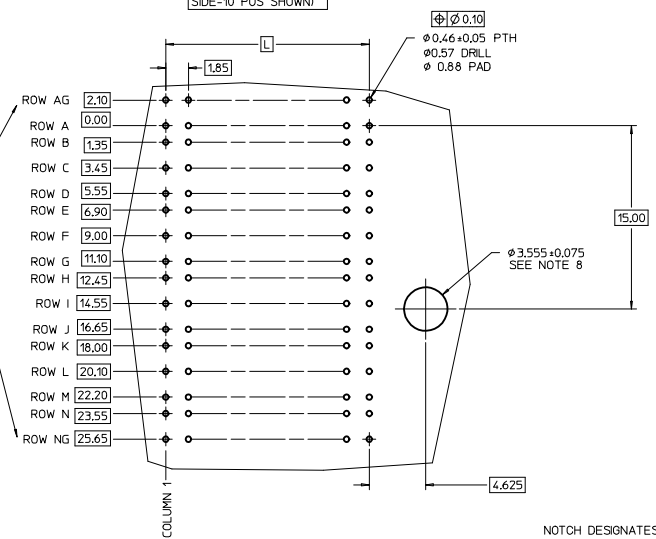 SIDE-10 POS SHOWN)
L
⌖ ⌀ 0.10
⌀0.46±0.05 PTH
⌀0.57 DRILL
⌀ 0.88 PAD
1.85
ROW AG 2.10
ROW A 0.00
ROW B 1.35
ROW C 3.45
ROW D 5.55
ROW E 6.90
ROW F 9.00
ROW G 11.10
ROW H 12.45
ROW I 14.55
ROW J 16.65
ROW K 18.00
ROW L 20.10
ROW M 22.20
ROW N 23.55
ROW NG 25.65
15.00
⌀3.555±0.075
SEE NOTE 8
4.625
COLUMN 1
NOTCH DESIGNATES